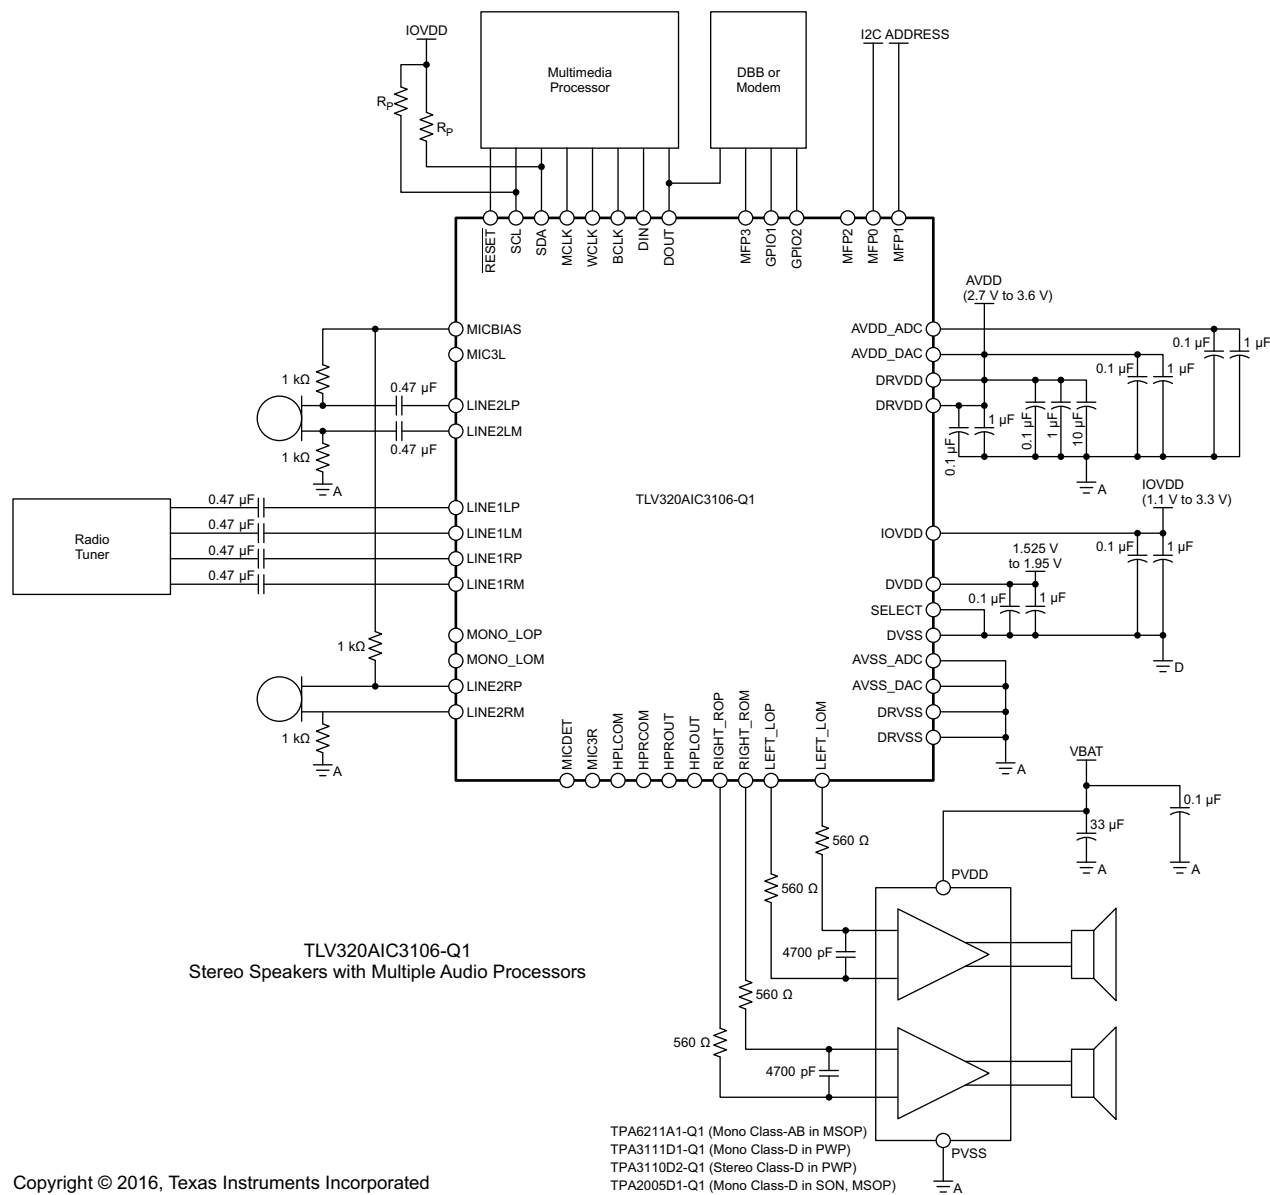 IOVDD
Multimedia
Processor
DBB or
Modem
I2C ADDRESS
RP
RP
RESET
SCL
SDA
MCLK
WCLK
BCLK
DIN
DOUT
MFP3
GPIO1
GPIO2
MFP2
MFP0
MFP1
AVDD
(2.7 V to 3.6 V)
MICBIAS
MIC3L
LINE2LP
LINE2LM
LINE1LP
LINE1LM
LINE1RP
LINE1RM
MONO_LOP
MONO_LOM
LINE2RP
LINE2RM
1 kΩ
0.47 µF
0.47 µF
1 kΩ
A
Radio
Tuner
0.47 µF
0.47 µF
0.47 µF
0.47 µF
1 kΩ
1 kΩ
A
TLV320AIC3106-Q1
AVDD_ADC
AVDD_DAC
DRVDD
DRVDD
IOVDD
DVDD
SELECT
DVSS
AVSS_ADC
AVSS_DAC
DRVSS
DRVSS
0.1 µF
1 µF
0.1 µF
1 µF
0.1 µF
1 µF
10 µF
0.1 µF
1 µF
A
IOVDD
(1.1 V to 3.3 V)
0.1 µF
1 µF
1.525 V
to 1.95 V
0.1 µF
1 µF
D
A
MICDET
MIC3R
HPLCOM
HPRCOM
HPROUT
HPLOUT
RIGHT_ROP
RIGHT_ROM
LEFT_LOP
LEFT_LOM
VBAT
0.1 µF
33 µF
A
A
560 Ω
560 Ω
PVDD
4700 pF
560 Ω
560 Ω
4700 pF
PVSS
A
TLV320AIC3106-Q1
Stereo Speakers with Multiple Audio Processors
TPA6211A1-Q1 (Mono Class-AB in MSOP)
TPA3111D1-Q1 (Mono Class-D in PWP)
TPA3110D2-Q1 (Stereo Class-D in PWP)
TPA2005D1-Q1 (Mono Class-D in SON, MSOP)
Copyright © 2016, Texas Instruments Incorporated